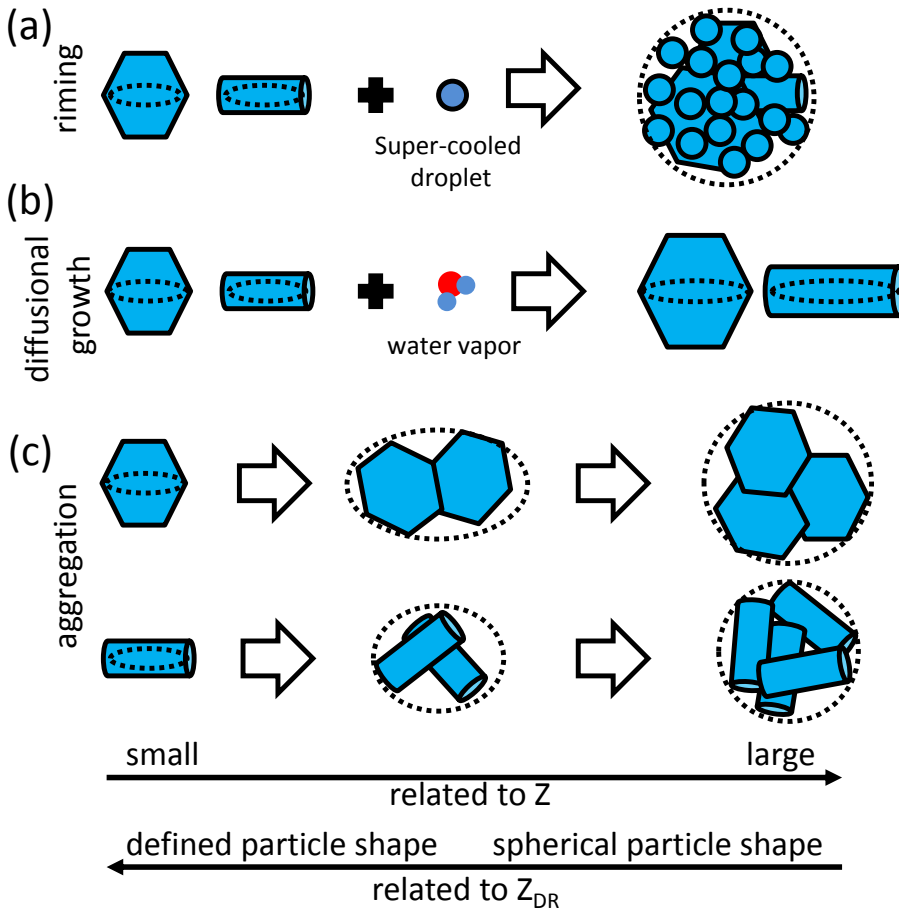 (a)
riming
Super-cooled
droplet
(b)
diffusional
growth
water vapor
(c)
aggregation
small
large
related to Z
defined particle shape
spherical particle shape
related to Z_DR